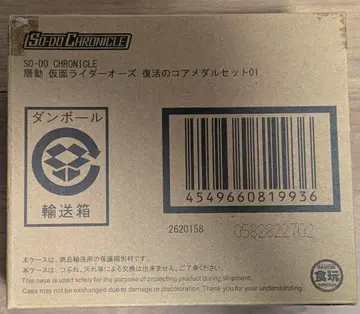 SO-DO CHRONICLE
SO-DO CHRONICLE
層動 仮面ライダーオーズ 復活のコアメダルセット01
ダンボール
輸送箱
4549660819936
2620158
0582822702
本ケースは、商品輸送用の保護梱包材です。
本ケースは、つぶれ、汚れ等による交換は出来ません。ご了承ください。
This case is used solely for the purpose of protecting product during shipment.
Case may not be exchanged due to damage or discoloration. Thank you for your understanding.
BANDAI
食玩